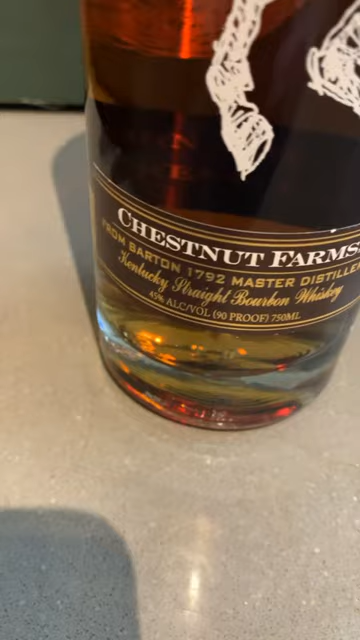 CHESTNUT FARMS
FROM BARTON 1792 MASTER DISTILLER
Kentucky Straight Bourbon Whiskey
45% ALC/VOL (90 PROOF) 750ML